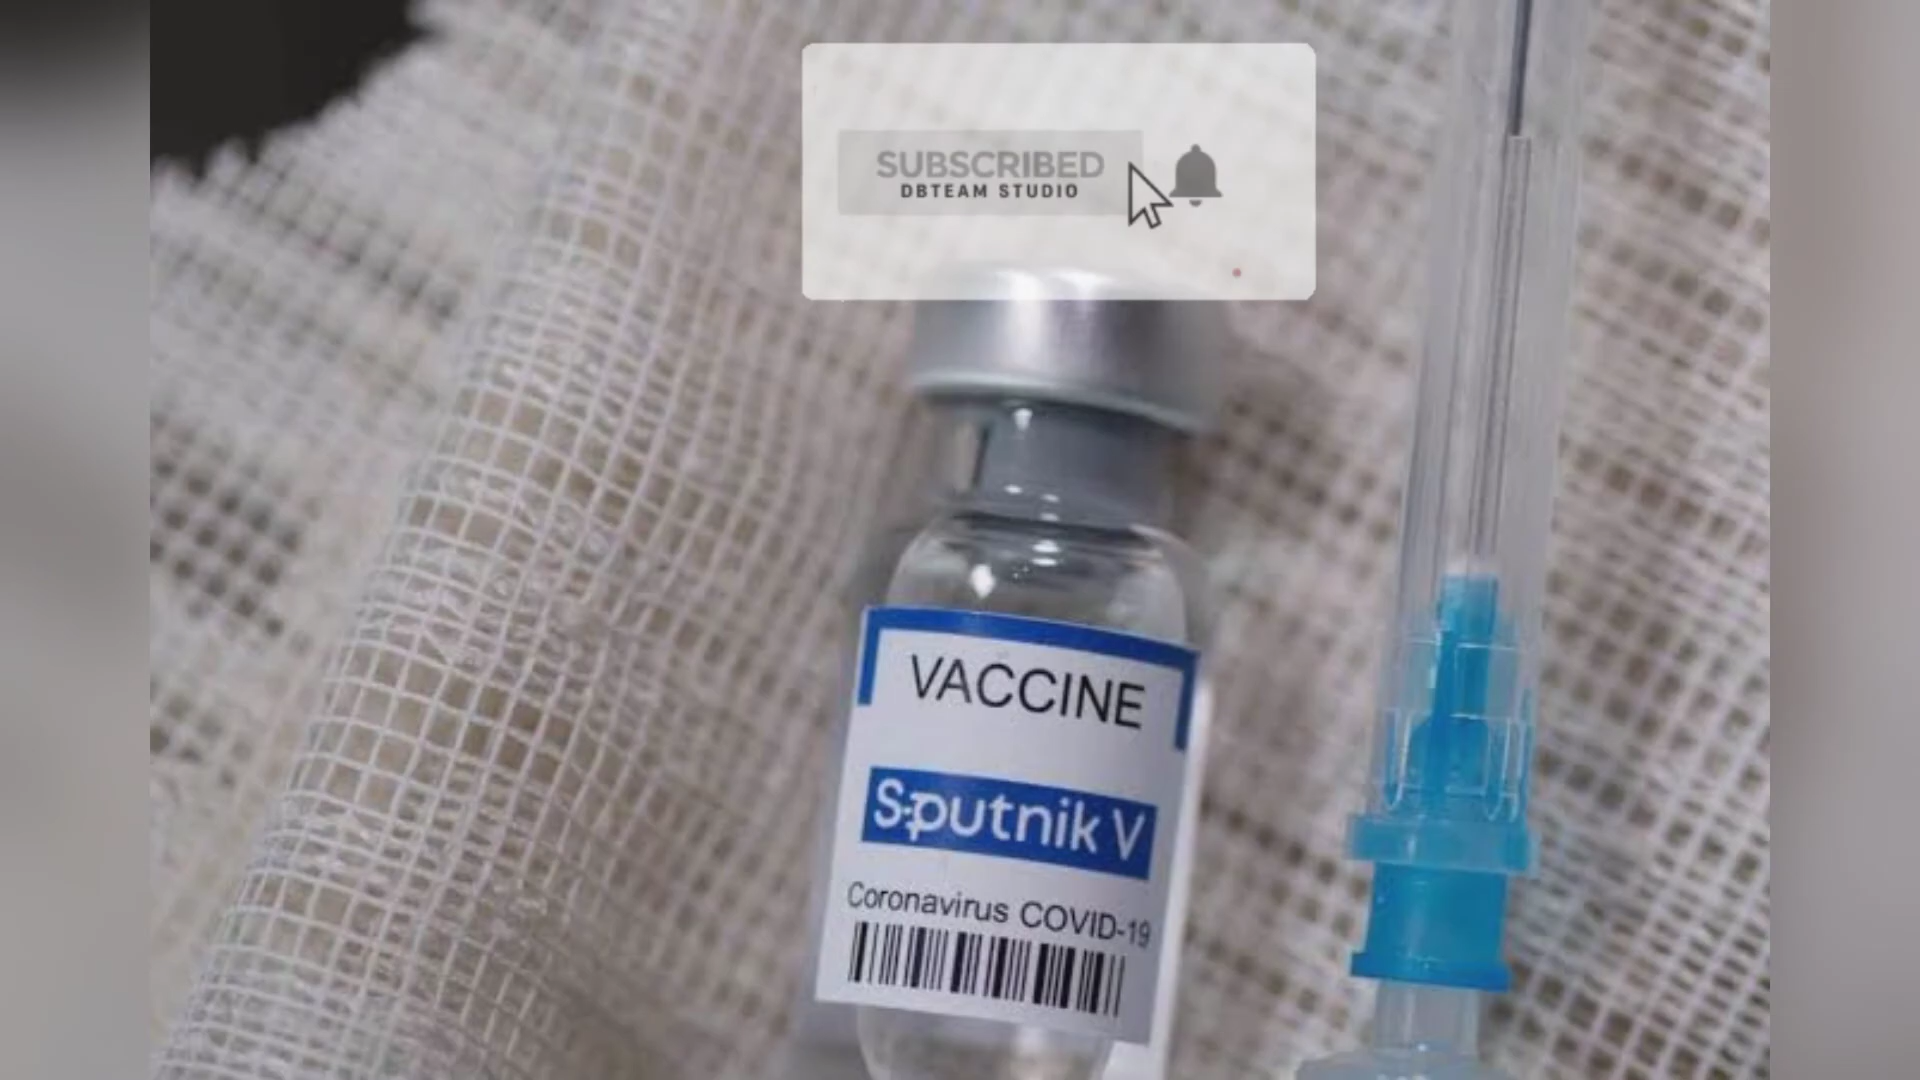 SUBSCRIBED
DBTEAM STUDIO
VACCINE
Sputnik V
Coronavirus COVID-19